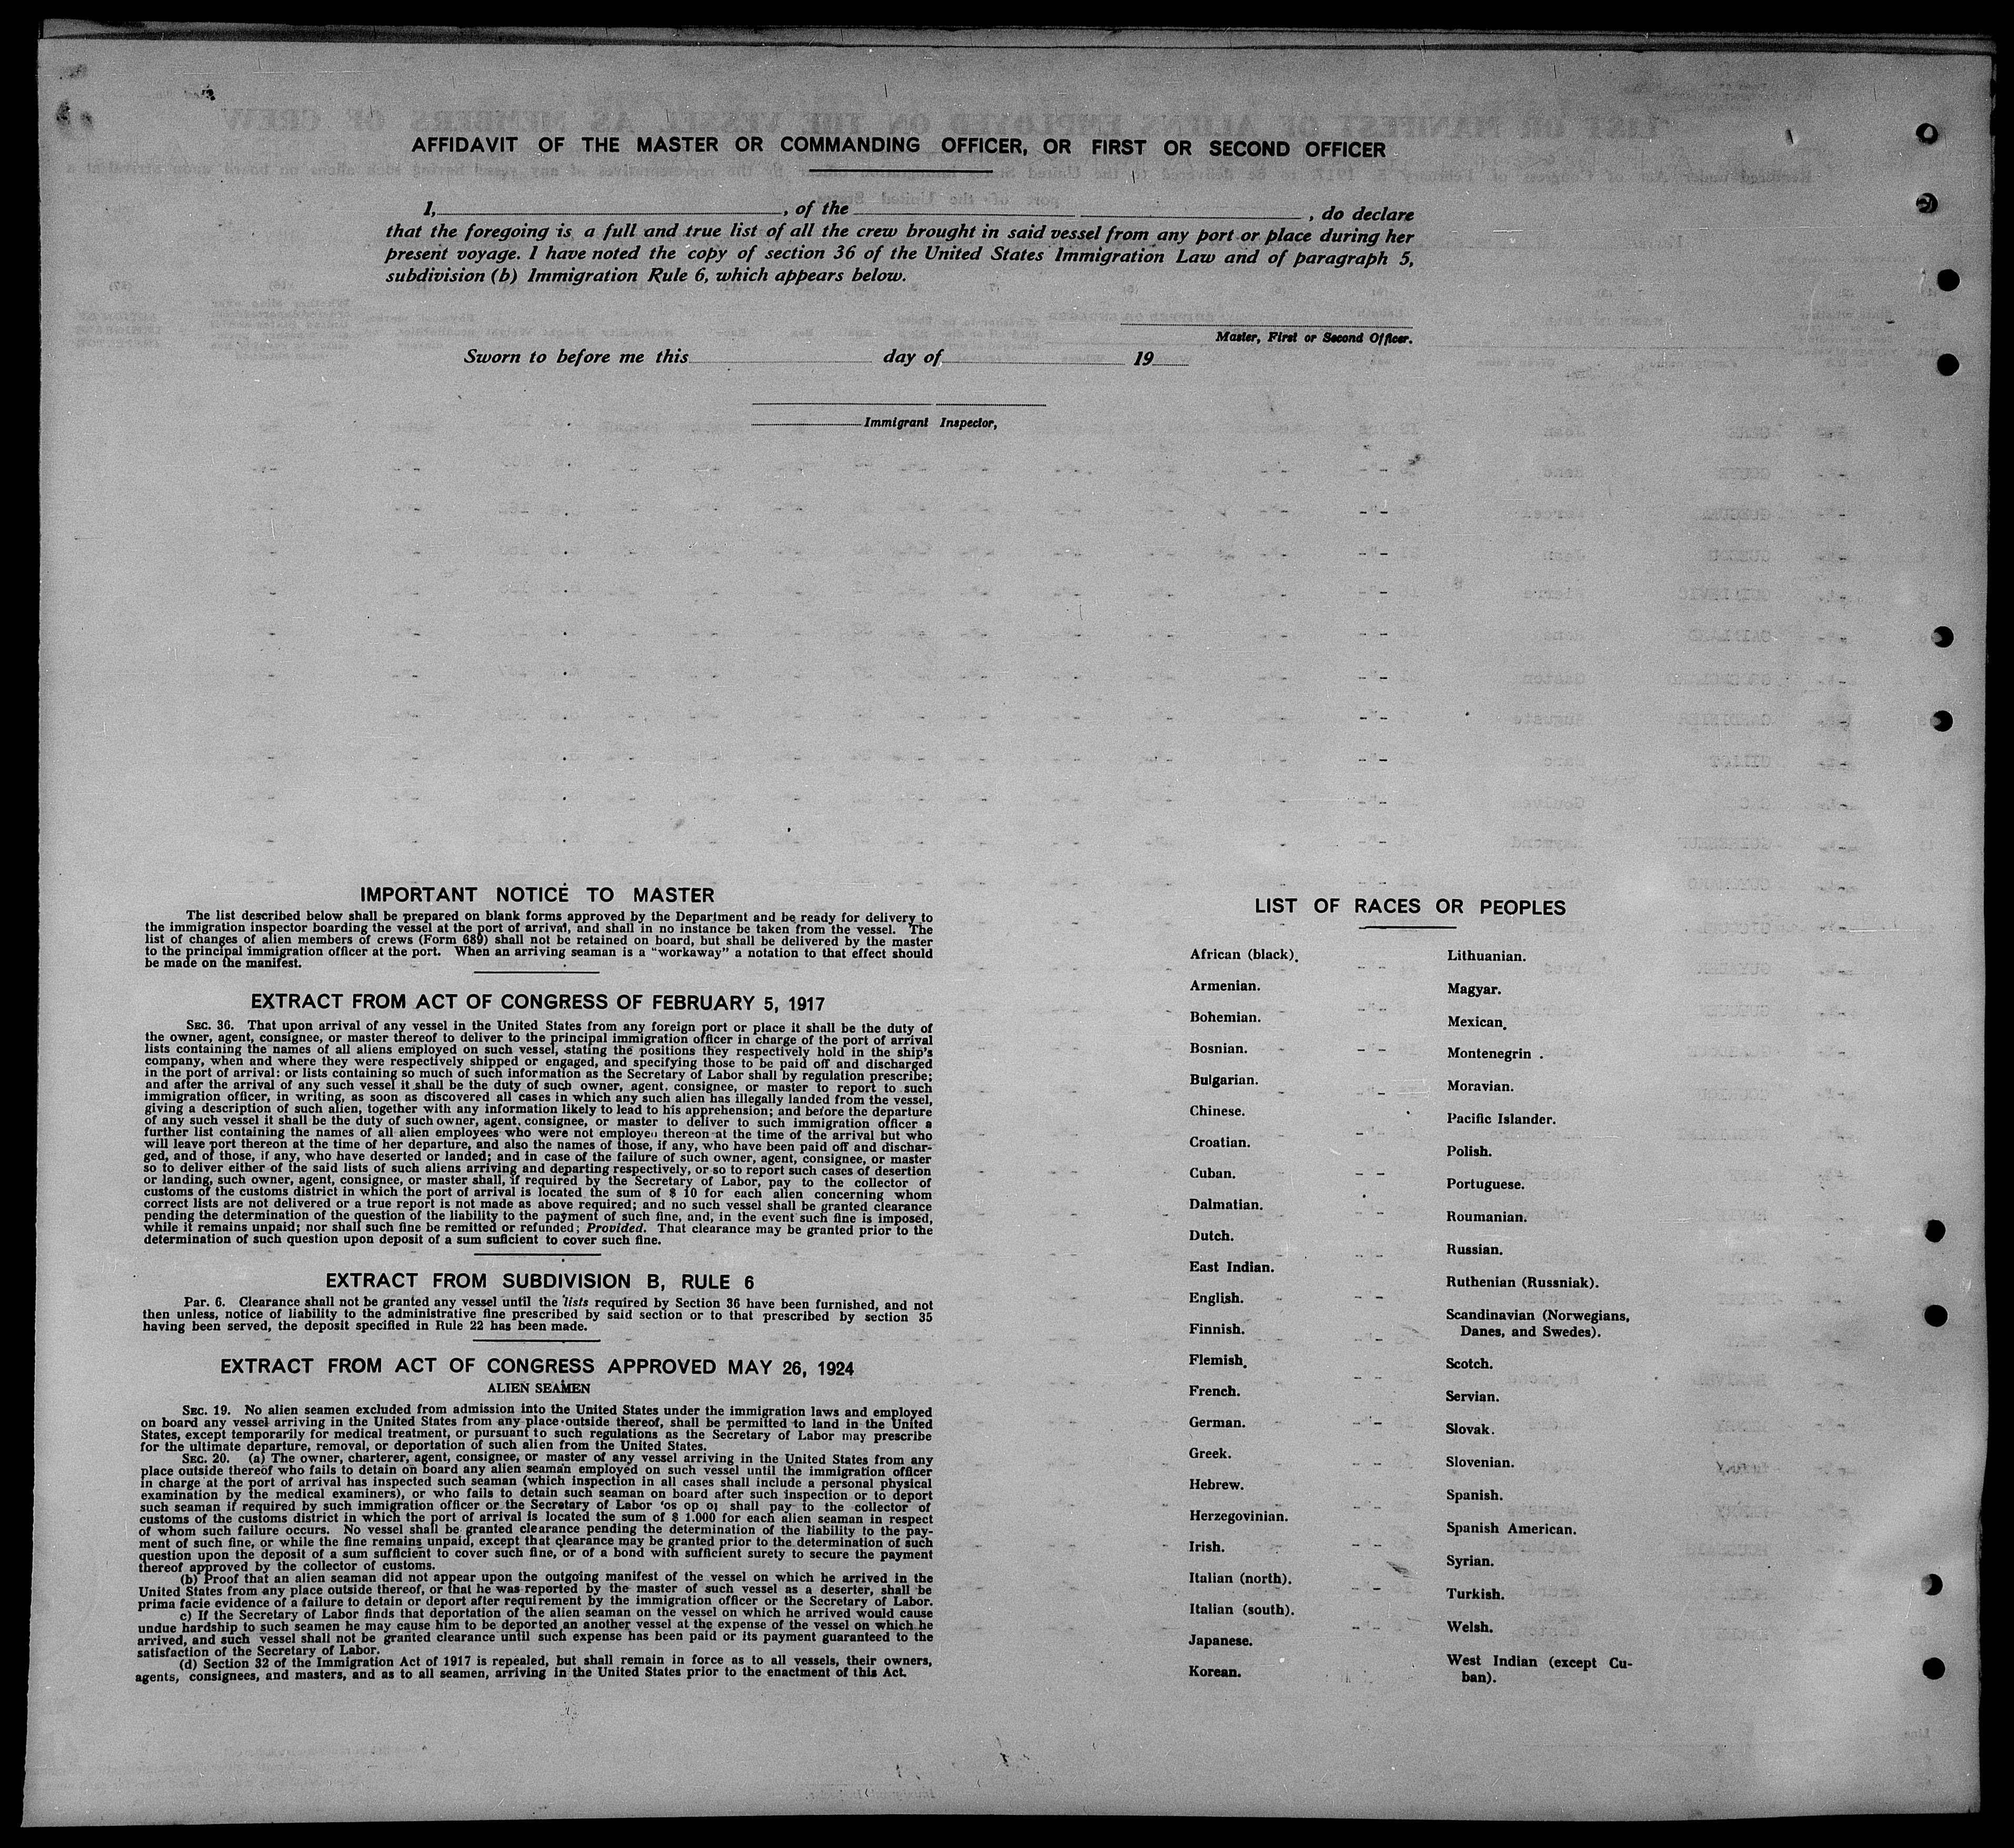 AFFIDAVIT OF THE MASTER OR COMMANDING OFFICER, OR FIRST OR SECOND OFFICER
I, , of the , do declare
that the foregoing is a full and true list of all the crew brought in said vessel from any port or place during her
present voyage. I have noted the copy of section 36 of the United States Immigration Law and of paragraph 5,
subdivision (b) Immigration Rule 6, which appears below.
Master, First or Second Officer.
Sworn to before me this day of 19
Immigrant Inspector,
IMPORTANT NOTICE TO MASTER
The list described below shall be prepared on blank forms approved by the Department and be ready for delivery to
the immigration inspector boarding the vessel at the port of arrival, and shall in no instance be taken from the vessel. The
list of changes of alien members of crews (Form 689) shall not be retained on board, but shall be delivered by the master
to the principal immigration officer at the port. When an arriving seaman is a "workaway" a notation to that effect should
be made on the manifest.
EXTRACT FROM ACT OF CONGRESS OF FEBRUARY 5, 1917
SEC. 36. That upon arrival of any vessel in the United States from any foreign port or place it shall be the duty of
the owner, agent, consignee, or master thereof to deliver to the principal immigration officer in charge of the port of arrival
lists containing the names of all aliens employed on such vessel, stating the positions they respectively hold in the ship's
company, when and where they were respectively shipped or engaged, and specifying those to be paid off and discharged
in the port of arrival: or lists containing so much of such information as the Secretary of Labor shall by regulation prescribe;
and after the arrival of any such vessel it shall be the duty of such owner, agent. consignee, or master to report to such
immigration officer, in writing, as soon as discovered all cases in which any such alien has illegally landed from the vessel,
giving a description of such alien, together with any information likely to lead to his apprehension; and before the departure
of any such vessel it shall be the duty of such owner, agent, consignee, or master to deliver to such immigration officer a
further list containing the names of all alien employees who were not employed thereon at the time of the arrival but who
will leave port thereon at the time of her departure, and also the names of those, if any, who have been paid off and dischar-
ged, and of those, if any, who have deserted or landed; and in case of the failure of such owner, agent, consignee, or master
so to deliver either of the said lists of such aliens arriving and departing respectively, or so to report such cases of desertion
or landing, such owner, agent, consignee, or master shall, if required by the Secretary of Labor, pay to the collector of
customs of the customs district in which the port of arrival is located the sum of $ 10 for each alien concerning whom
correct lists are not delivered or a true report is not made as above required; and no such vessel shall be granted clearance
pending the determination of the question of the liability to the payment of such fine, and, in the event such fine is imposed,
while it remains unpaid; nor shall such fine be remitted or refunded; Provided. That clearance may be granted prior to the
determination of such question upon deposit of a sum suficient to cover such fine.
EXTRACT FROM SUBDIVISION B, RULE 6
Par. 6. Clearance shall not be granted any vessel until the lists required by Section 36 have been furnished, and not
then unless, notice of liability to the administrative fine prescribed by said section or to that prescribed by section 35
having been served, the deposit specified in Rule 22 has been made.
EXTRACT FROM ACT OF CONGRESS APPROVED MAY 26, 1924
ALIEN SEAMEN
SEC. 19. No alien seamen excluded from admission into the United States under the immigration laws and employed
on board any vessel arriving in the United States from any place outside thereof, shall be permitted to land in the United
States, except temporarily for medical treatment, or pursuant to such regulations as the Secretary of Labor may prescribe
for the ultimate departure, removal, or deportation of such alien from the United States.
SEC. 20. (a) The owner, charterer, agent, consignee, or master of any vessel arriving in the United States from any
place outside thereof who fails to detain on board any alien seaman employed on such vessel until the immigration officer
in charge at the port of arrival has inspected such seaman (which inspection in all cases shall include a personal physical
examination by the medical examiners), or who fails to detain such seaman on board after such inspection or to deport
such seaman if required by such immigration officer or the Secretary of Labor 'os op oʇ shall pay to the collector of
customs of the customs district in which the port of arrival is located the sum of $ 1.000 for each alien seaman in respect
of whom such failure occurs. No vessel shall be granted clearance pending the determination of the liability to the pay-
ment of such fine, or while the fine remains unpaid, except that clearance may be granted prior to the determination of such
question upon the deposit of a sum sufficient to cover such fine, or of a bond with sufficient surety to secure the payment
thereof approved by the collector of customs.
(b) Proof that an alien seaman did not appear upon the outgoing manifest of the vessel on which he arrived in the
United States from any place outside thereof, or that he was reported by the master of such vessel as a deserter, shall be
prima facie evidence of a failure to detain or deport after requirement by the immigration officer or the Secretary of Labor.
c) If the Secretary of Labor finds that deportation of the alien seaman on the vessel on which he arrived would cause
undue hardship to such seamen he may cause him to be deported an another vessel at the expense of the vessel on which he
arrived, and such vessel shall not be granted clearance until such expense has been paid or its payment guaranteed to the
satisfaction of the Secretary of Labor.
(d) Section 32 of the Immigration Act of 1917 is repealed, but shall remain in force as to all vessels, their owners,
agents, consignees, and masters, and as to all seamen, arriving in the United States prior to the enactment of this Act.
LIST OF RACES OR PEOPLES
African (black).
Armenian.
Bohemian.
Bosnian.
Bulgarian.
Chinese.
Croatian.
Cuban.
Dalmatian.
Dutch.
East Indian.
English.
Finnish.
Flemish.
French.
German.
Greek.
Hebrew.
Herzegovinian.
Irish.
Italian (north).
Italian (south).
Japanese.
Korean.
Lithuanian.
Magyar.
Mexican.
Montenegrin .
Moravian.
Pacific Islander.
Polish.
Portuguese.
Roumanian.
Russian.
Ruthenian (Russniak).
Scandinavian (Norwegians,
Danes, and Swedes).
Scotch.
Servian.
Slovak.
Slovenian.
Spanish.
Spanish American.
Syrian.
Turkish.
Welsh.
West Indian (except Cu-
ban).